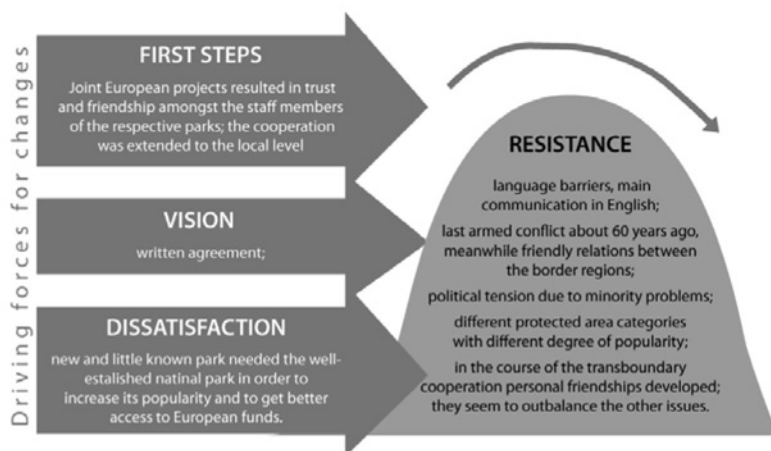 Driving forces for changes
FIRST STEPS
Joint European projects resulted in trust
and friendship amongst the staff members
of the respective parks; the cooperation
was extended to the local level
VISION
written agreement;
DISSATISFACTION
new and little known park needed the well-
estalished natinal park in order to
increase its popularity and to get better
access to European funds.
RESISTANCE
language barriers, main
communication in English;
last armed conflict about 60 years ago,
meanwhile friendly relations between
the border regions;
political tension due to minority problems;
different protected area categories
with different degree of popularity;
in the course of the transboundary
cooperation personal friendships developed;
they seem to outbalance the other issues.